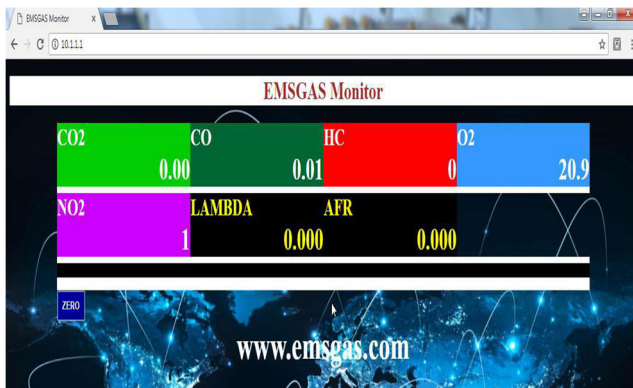 EMSGAS Monitor x
10.1.1.1
EMSGAS Monitor
CO2 CO HC O2
0.00 0.01 0 20.9
NO2 LAMBDA AFR
1 0.000 0.000
ZERO
www.emsgas.com